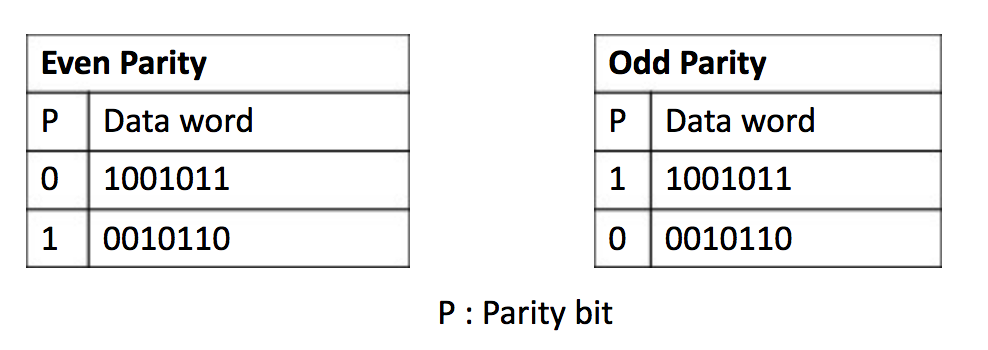 Even Parity
P Data word
0 1001011
1 0010110
Odd Parity
P Data word
1 1001011
0 0010110
P : Parity bit